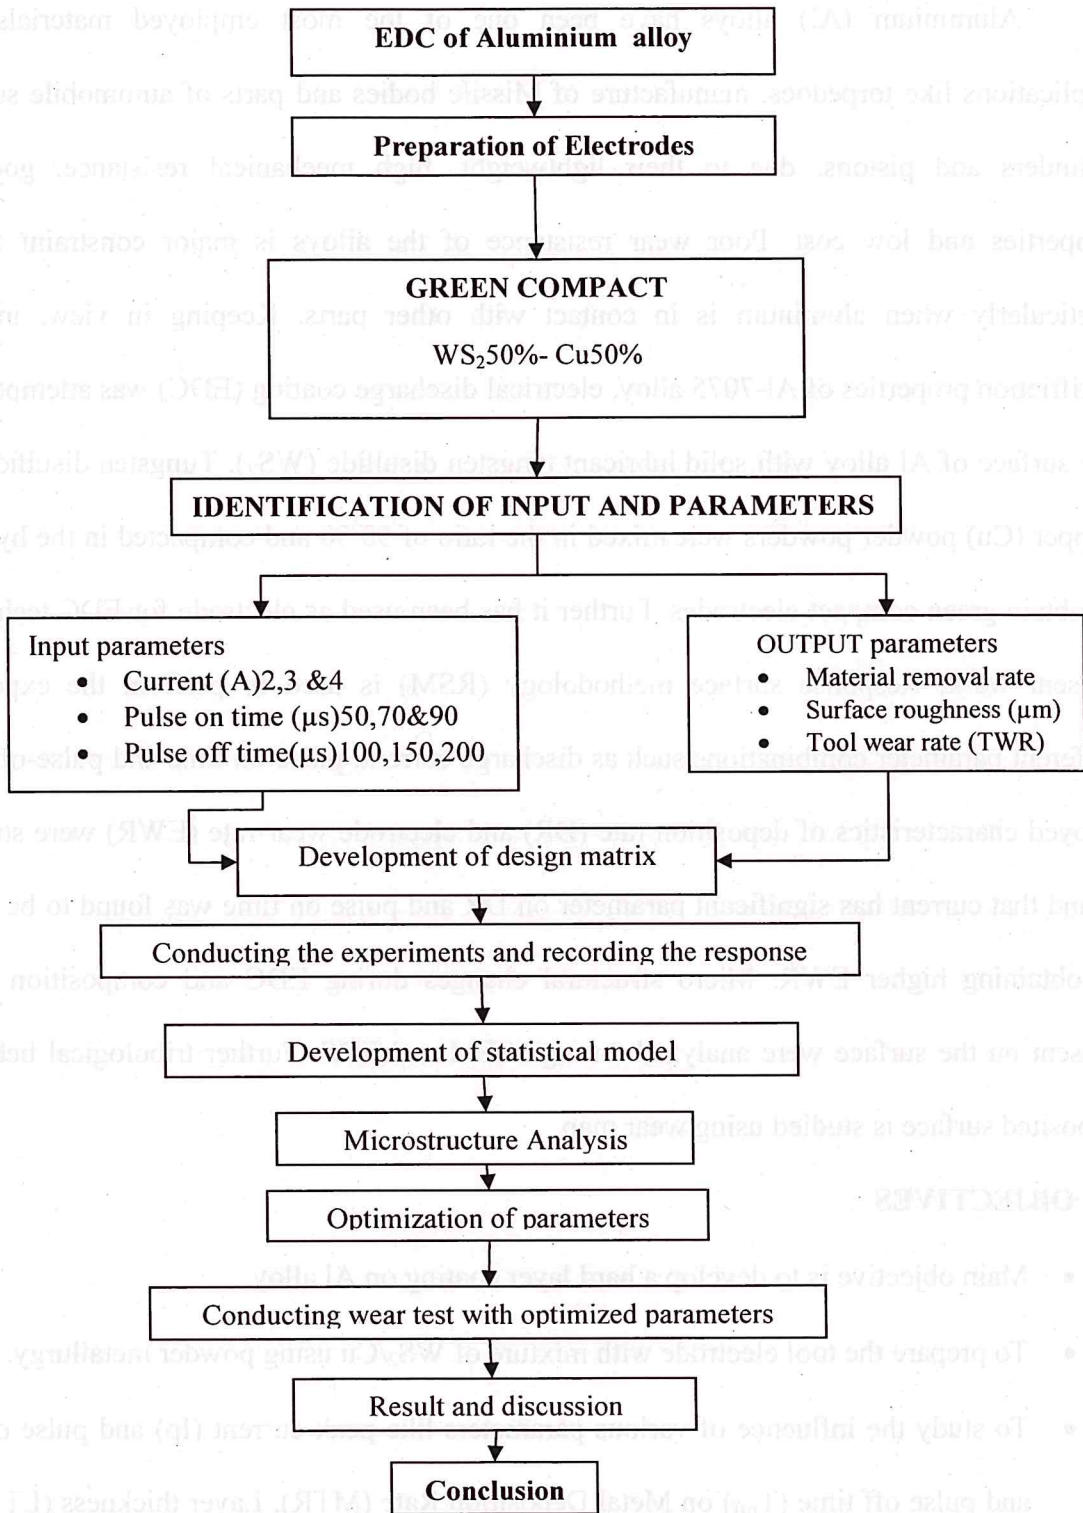 EDC of Aluminium alloy
Preparation of Electrodes
GREEN COMPACT
WS₂50%- Cu50%
IDENTIFICATION OF INPUT AND PARAMETERS
Input parameters
• Current (A)2,3 &4
• Pulse on time (µs)50,70&90
• Pulse off time(µs)100,150,200
OUTPUT parameters
• Material removal rate
• Surface roughness (µm)
• Tool wear rate (TWR)
Development of design matrix
Conducting the experiments and recording the response
Development of statistical model
Microstructure Analysis
Optimization of parameters
Conducting wear test with optimized parameters
Result and discussion
Conclusion